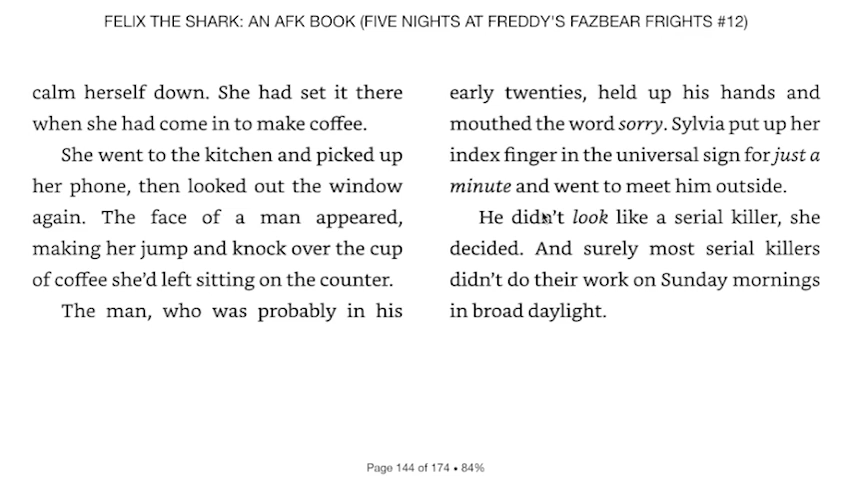 FELIX THE SHARK: AN AFK BOOK (FIVE NIGHTS AT FREDDY'S FAZBEAR FRIGHTS #12)
calm herself down. She had set it there
when she had come in to make coffee.
She went to the kitchen and picked up
her phone, then looked out the window
again. The face of a man appeared,
making her jump and knock over the cup
of coffee she’d left sitting on the counter.
The man, who was probably in his
early twenties, held up his hands and
mouthed the word sorry. Sylvia put up her
index finger in the universal sign for just a
minute and went to meet him outside.
He didn’t look like a serial killer, she
decided. And surely most serial killers
didn’t do their work on Sunday mornings
in broad daylight.
Page 144 of 174 • 84%